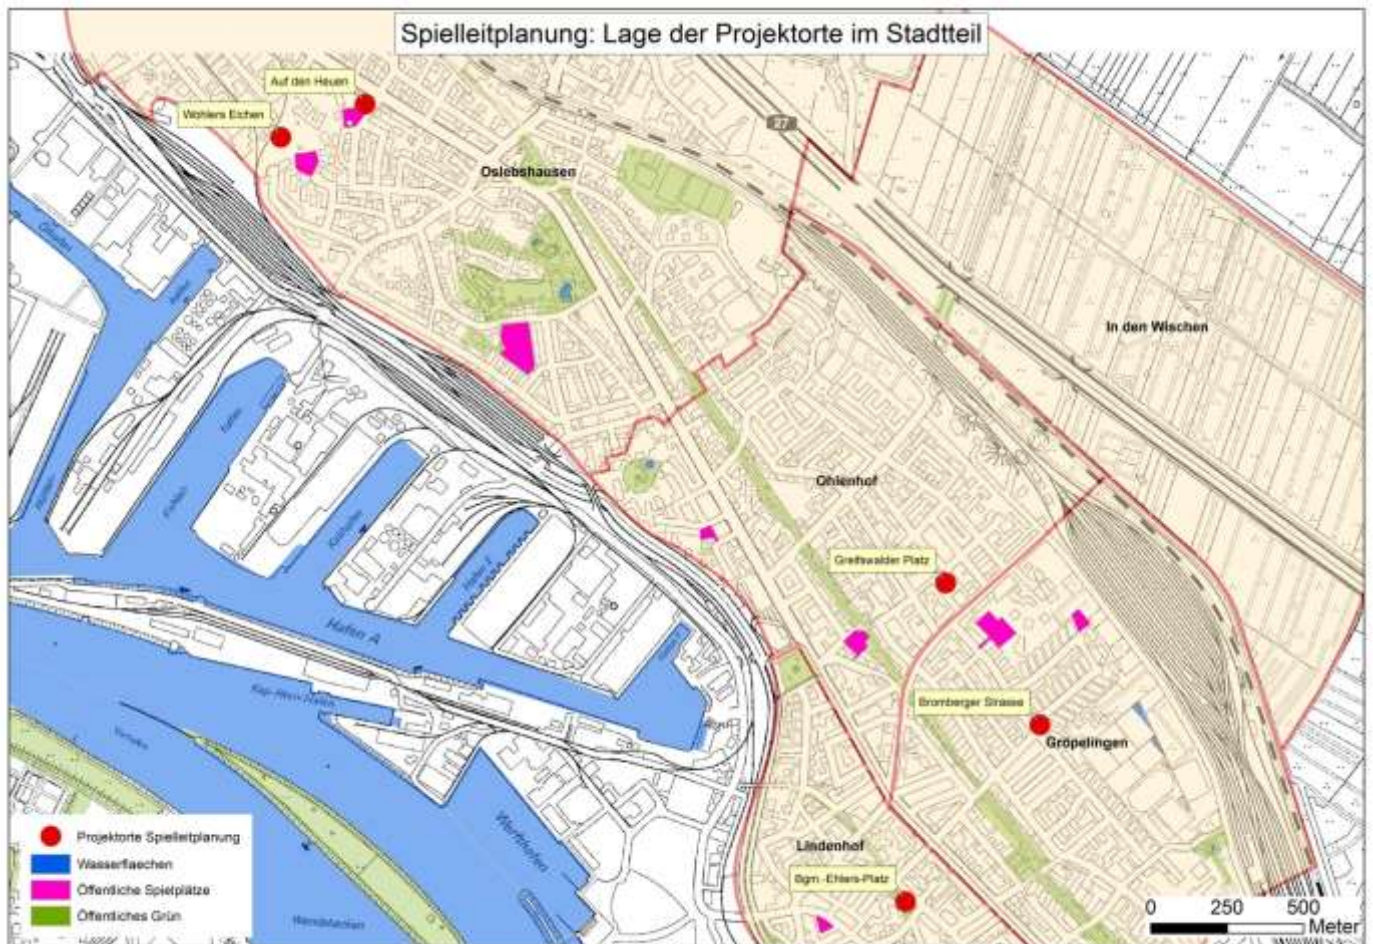 Spielleitplanung: Lage der Projektorte im Stadtteil
Auf den Heuen
Wohlers Eichen
27
Oslebshausen
In den Wischen
Ohlenhof
Greifswalder Platz
Hafen A
Bromberger Strasse
Gröpelingen
Werfthafen
Lindenhof
Bgm.-Ehlers-Platz
Projektorte Spielleitplanung
Wasserflaechen
Öffentliche Spielplätze
Öffentliches Grün
0 250 500
Meter